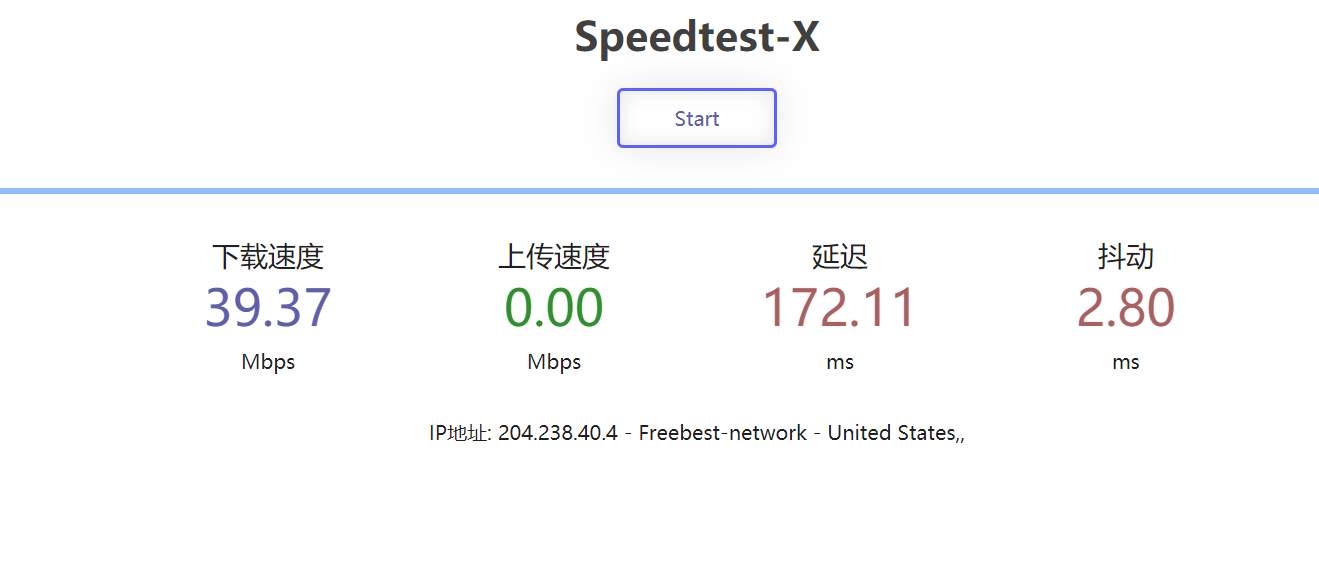 Speedtest-X
Start
下载速度 上传速度 延迟 抖动
39.37 0.00 172.11 2.80
Mbps Mbps ms ms
IP地址: 204.238.40.4 - Freebest-network - United States,,